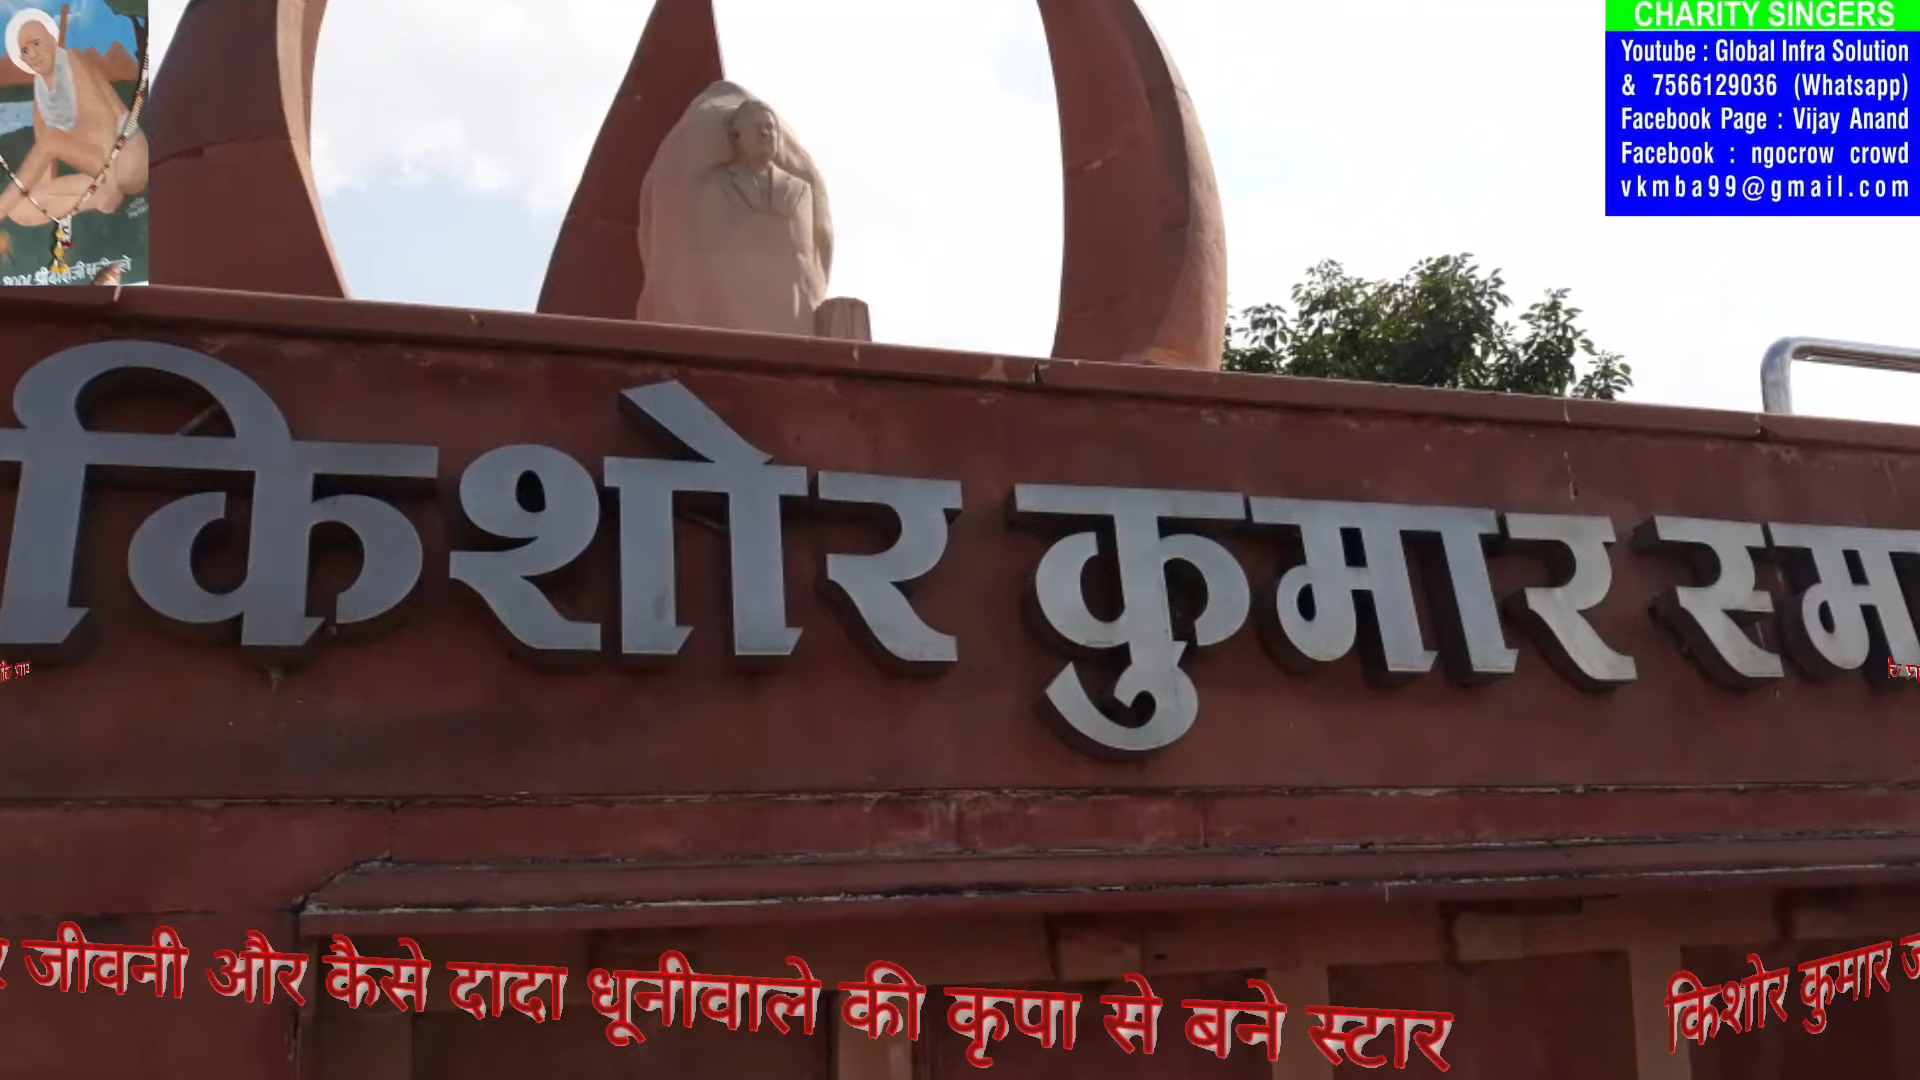 CHARITY SINGERS
Youtube : Global Infra Solution
& 7566129036 (Whatsapp)
Facebook Page : Vijay Anand
Facebook : ngocrow crowd
vkmba99@gmail.com
किशोर कुमार स्म
जीवनी और कैसे दादा धूनीवाले की कृपा से बने स्टार
किशोर कुमार